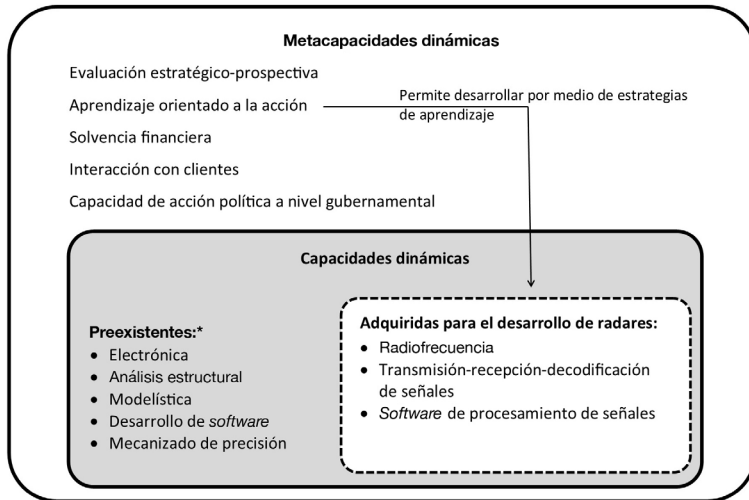 Metacapacidades dinámicas
Evaluación estratégico-prospectiva
Aprendizaje orientado a la acción
Permite desarrollar por medio de estrategias
de aprendizaje
Solvencia financiera
Interacción con clientes
Capacidad de acción política a nivel gubernamental
Capacidades dinámicas
Preexistentes:*
• Electrónica
• Análisis estructural
• Modelística
• Desarrollo de software
• Mecanizado de precisión
Adquiridas para el desarrollo de radares:
• Radiofrecuencia
• Transmisión-recepción-decodificación
de señales
• Software de procesamiento de señales